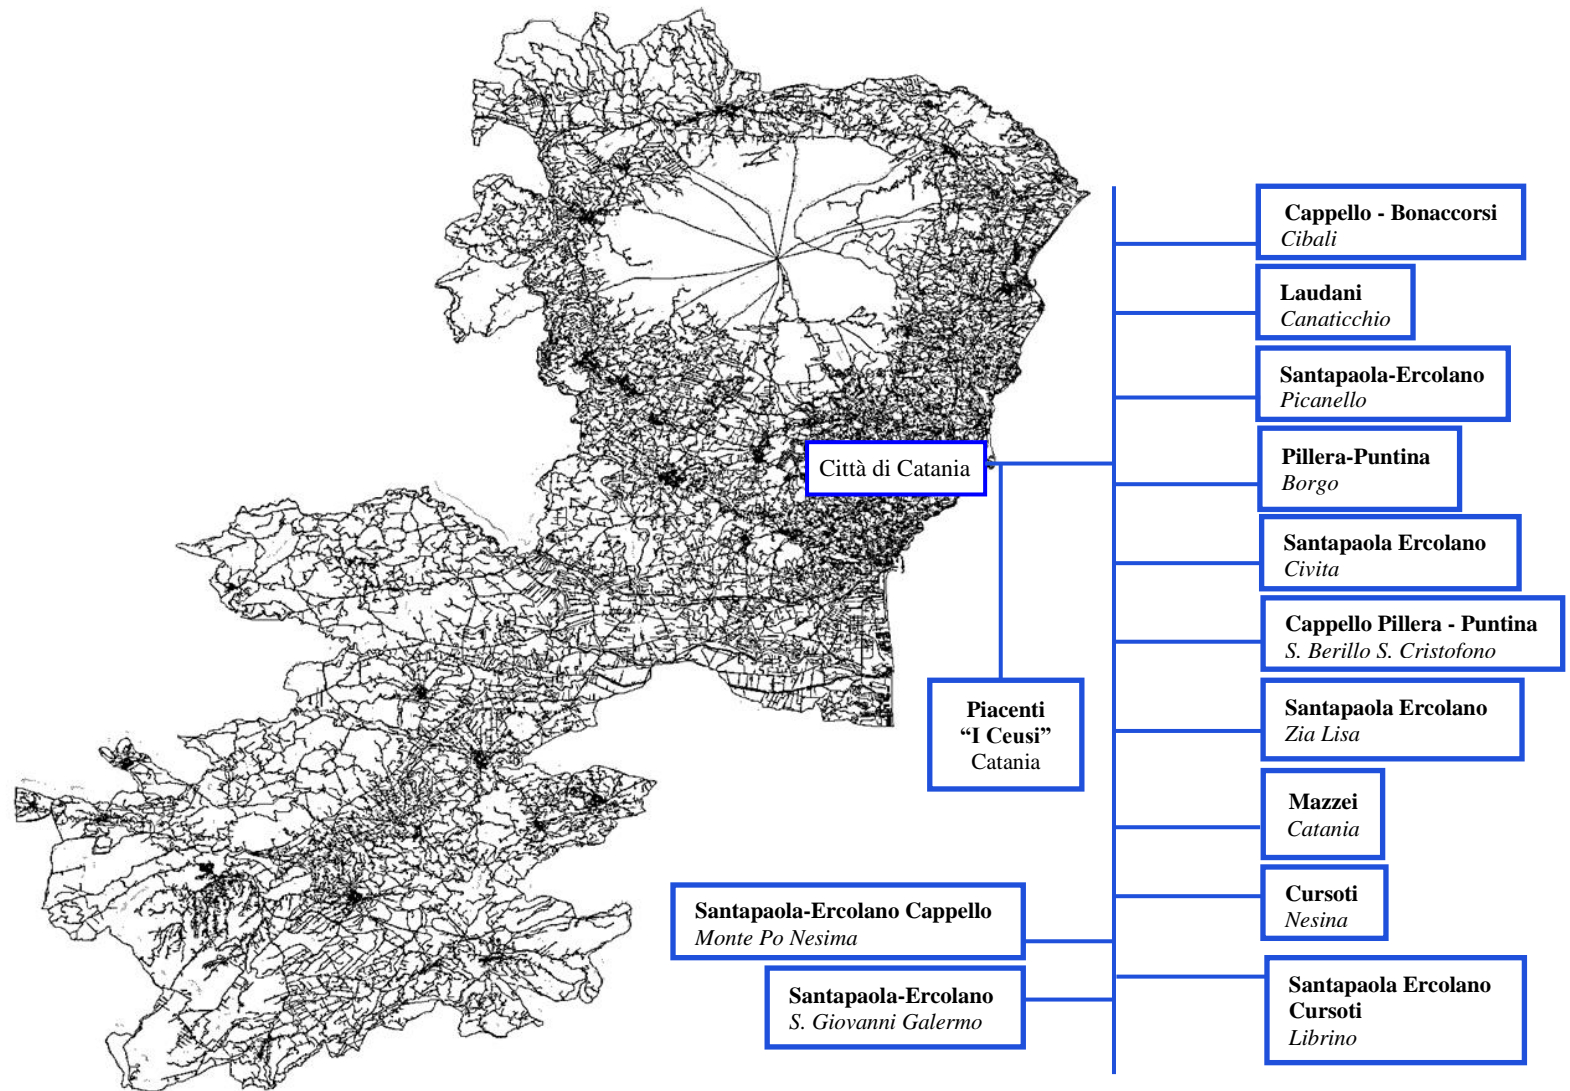 Cappello - Bonaccorsi
Cibali
Laudani
Canaticchio
Santapaola-Ercolano
Picanello
Pillera-Puntina
Borgo
Città di Catania
Santapaola Ercolano
Civita
Cappello Pillera - Puntina
S. Berillo S. Cristofono
Piacenti
“I Ceusi”
Catania
Santapaola Ercolano
Zia Lisa
Mazzei
Catania
Cursoti
Nesina
Santapaola-Ercolano Cappello
Monte Po Nesima
Santapaola-Ercolano
S. Giovanni Galermo
Santapaola Ercolano
Cursoti
Librino